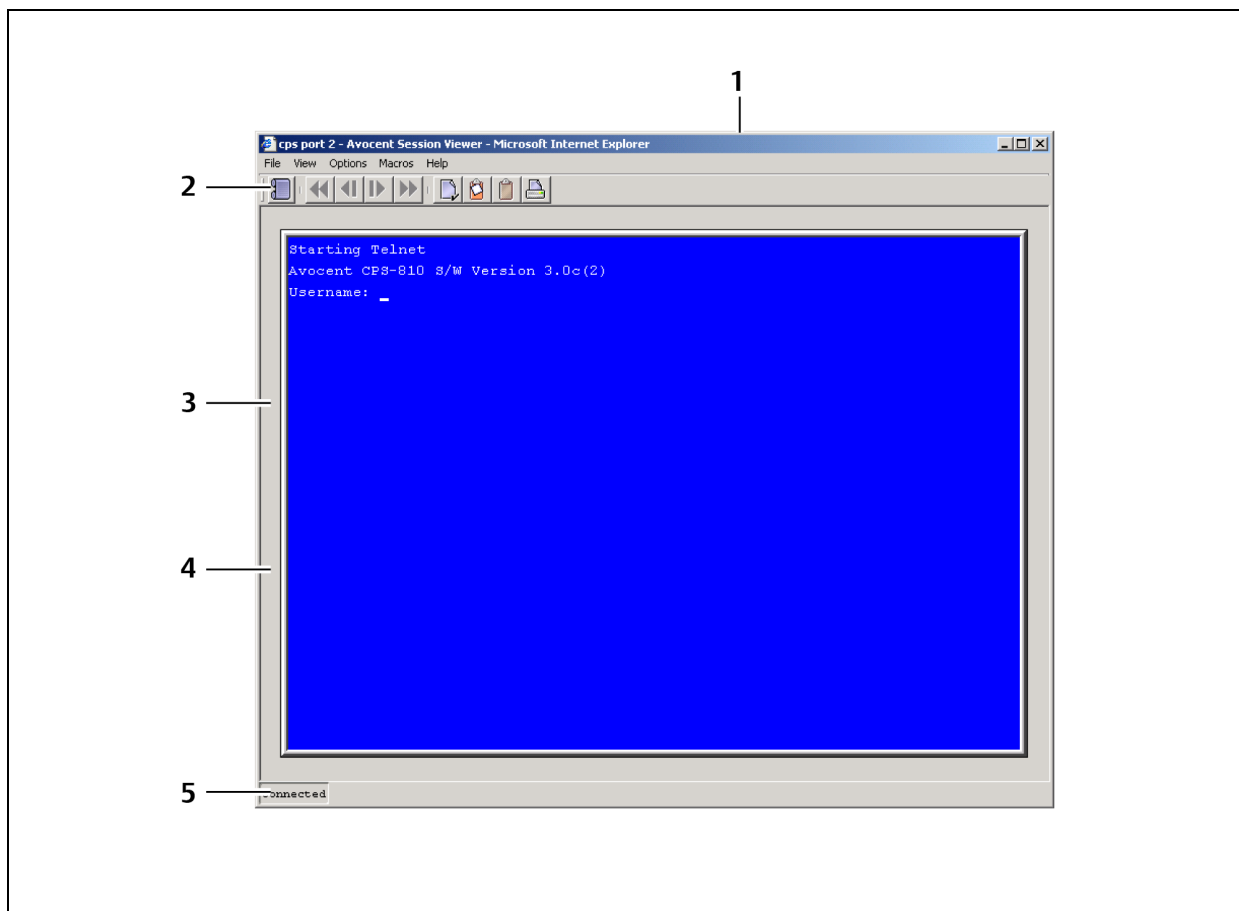 1
cps port 2 - Avocent Session Viewer - Microsoft Internet Explorer
File View Options Macros Help
2
Starting Telnet
Avocent CPS-810 S/W Version 3.0c(2)
Username: _
3
4
5
Connected